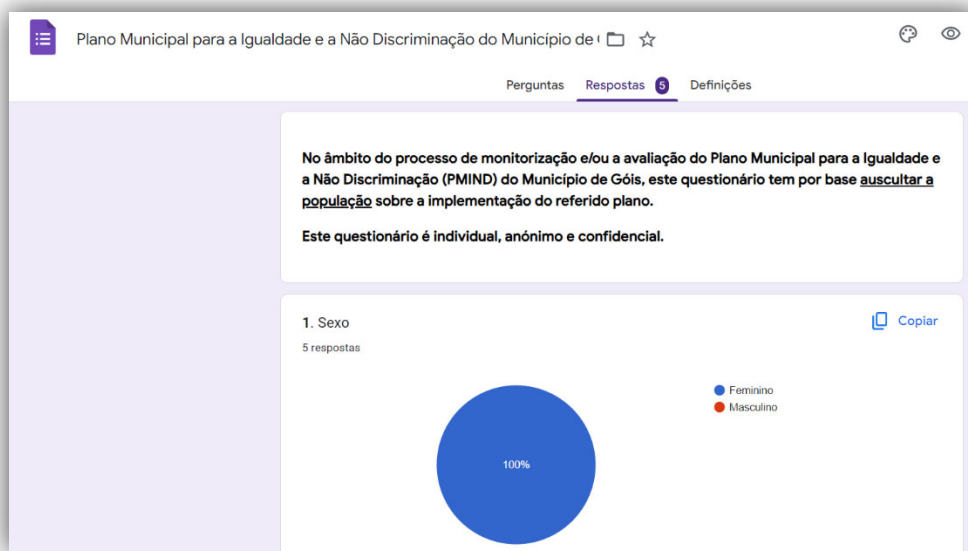 Plano Municipal para a Igualdade e a Não Discriminação do Município de
Perguntas Respostas 5 Definições
No âmbito do processo de monitorização e/ou a avaliação do Plano Municipal para a Igualdade e
a Não Discriminação (PMIND) do Município de Góis, este questionário tem por base auscultar a
população sobre a implementação do referido plano.
Este questionário é individual, anónimo e confidencial.
1. Sexo
Copiar
5 respostas
Feminino
Masculino
100%